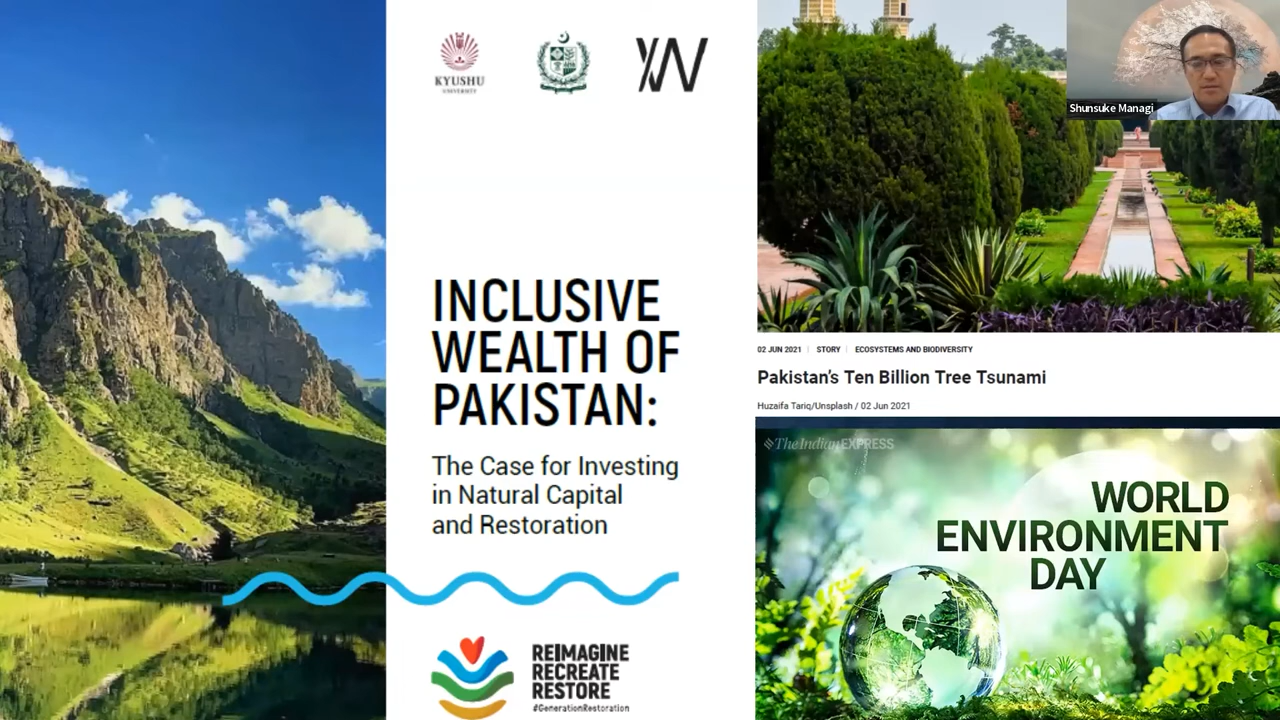 KYUSHU
UNIVERSITY
INCLUSIVE
WEALTH OF
PAKISTAN:
The Case for Investing
in Natural Capital
and Restoration
REIMAGINE
RECREATE
RESTORE
#GenerationRestoration
Shunsuke Managi
02 JUN 2021 | STORY | ECOSYSTEMS AND BIODIVERSITY
Pakistan's Ten Billion Tree Tsunami
Huzaifa Tariq/Unsplash / 02 Jun 2021
The Indian EXPRESS
WORLD
ENVIRONMENT
DAY